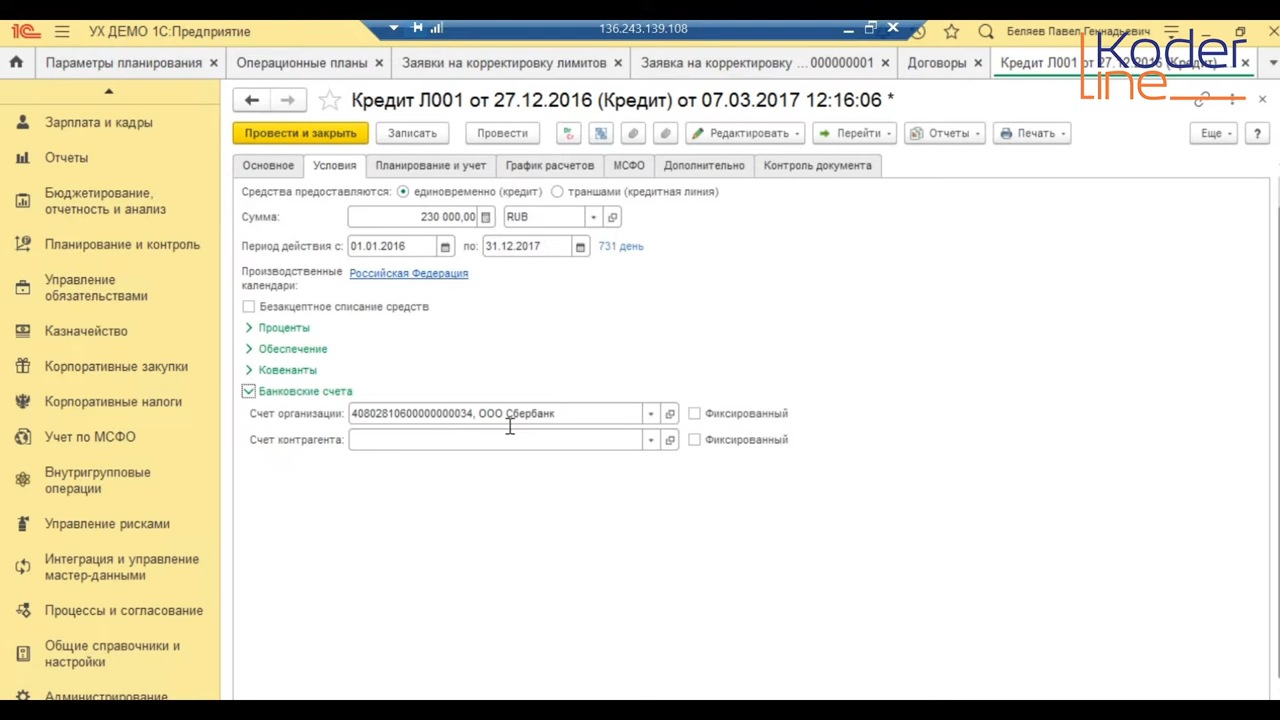 УХ ДЕМО 1С:Предприятие
136.243.139.108
Беляев Павел Геннадьевич
Koder
line
Параметры планирования
Операционные планы
Заявки на корректировку лимитов
Заявка на корректировку ...000000001
Договоры
Кредит Л001 от 27.12.2016 (Кредит)
Кредит Л001 от 27.12.2016 (Кредит) от 07.03.2017 12:16:06 *
Провести и закрыть
Записать
Провести
Редактировать
Перейти
Отчеты
Печать
Еще
?
Основное
Условия
Планирование и учет
График расчетов
МСФО
Дополнительно
Контроль документа
Средства предоставляются: единовременно (кредит) траншами (кредитная линия)
Сумма: 230 000,00 RUB
Период действия с: 01.01.2016 по: 31.12.2017 731 день
Производственные
календари:
Российская Федерация
Безакцептное списание средств
Проценты
Обеспечение
Ковенанты
Банковские счета
Счет организации: 40802810600000000034, ООО Сбербанк Фиксированный
Счет контрагента: Фиксированный
Зарплата и кадры
Отчеты
Бюджетирование,
отчетность и анализ
Планирование и контроль
Управление
обязательствами
Казначейство
Корпоративные закупки
Корпоративные налоги
Учет по МСФО
Внутригрупповые
операции
Управление рисками
Интеграция и управление
мастер-данными
Процессы и согласование
Общие справочники и
настройки
Администрирование